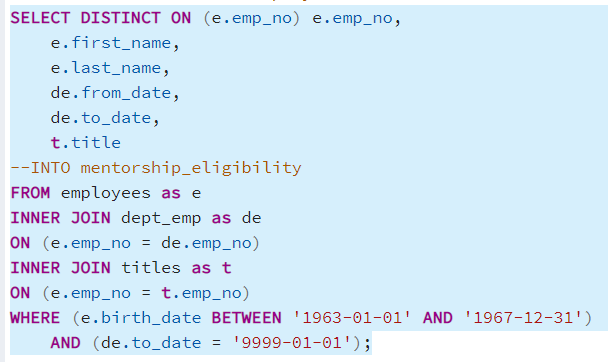 SELECT DISTINCT ON (e.emp_no) e.emp_no,
    e.first_name,
    e.last_name,
    de.from_date,
    de.to_date,
    t.title
--INTO mentorship_eligibility
FROM employees as e
INNER JOIN dept_emp as de
ON (e.emp_no = de.emp_no)
INNER JOIN titles as t
ON (e.emp_no = t.emp_no)
WHERE (e.birth_date BETWEEN '1963-01-01' AND '1967-12-31')
    AND (de.to_date = '9999-01-01');